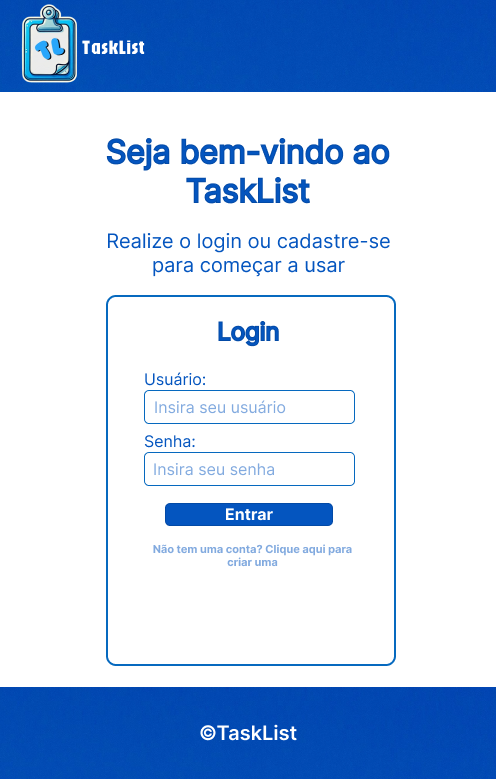 TL
TaskList
Seja bem-vindo ao
TaskList
Realize o login ou cadastre-se
para começar a usar
Login
Usuário:
Insira seu usuário
Senha:
Insira seu senha
Entrar
Não tem uma conta? Clique aqui para
criar uma
©TaskList